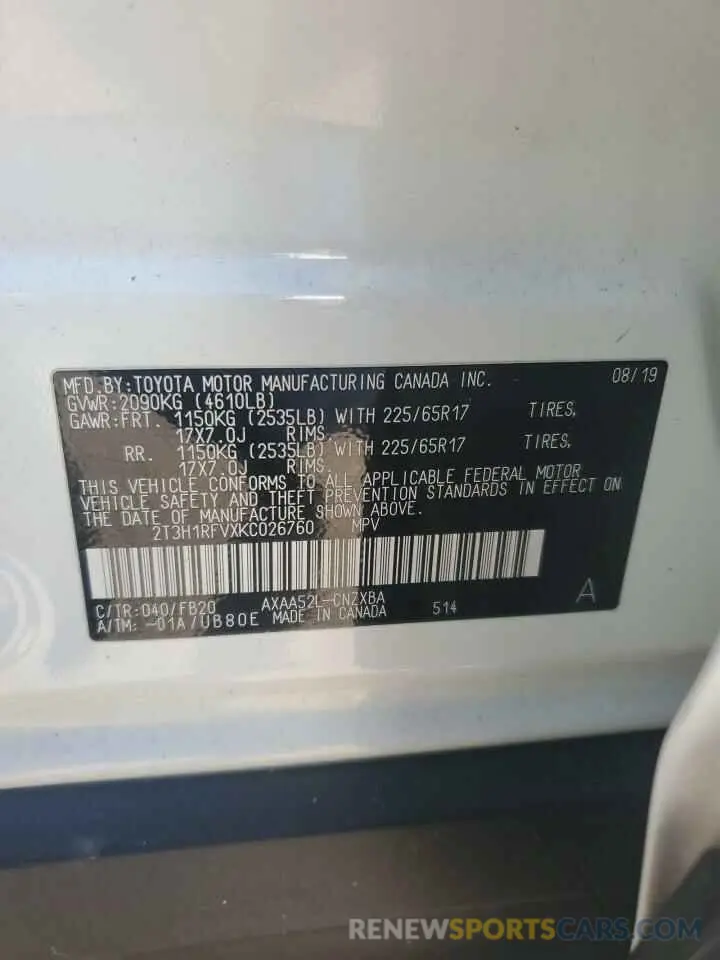 MFD.BY:TOYOTA MOTOR MANUFACTURING CANADA INC. 08/19
GVWR:2090KG (4610LB)
GAWR:FRT. 1150KG (2535LB) WITH 225/65R17 TIRES,
17X7.0J RIMS.
RR. 1150KG (2535LB) WITH 225/65R17 TIRES,
17X7.0J RIMS.
THIS VEHICLE CONFORMS TO ALL APPLICABLE FEDERAL MOTOR
VEHICLE SAFETY AND THEFT PREVENTION STANDARDS IN EFFECT ON
THE DATE OF MANUFACTURE SHOWN ABOVE.
2T3H1RFVXKC026760 MPV
C/TR:040/FB20 AXAA52L-CNZXBA A
A/TM:-01A/UB80E MADE IN CANADA 514
RENEWSPORTSCARS.COM